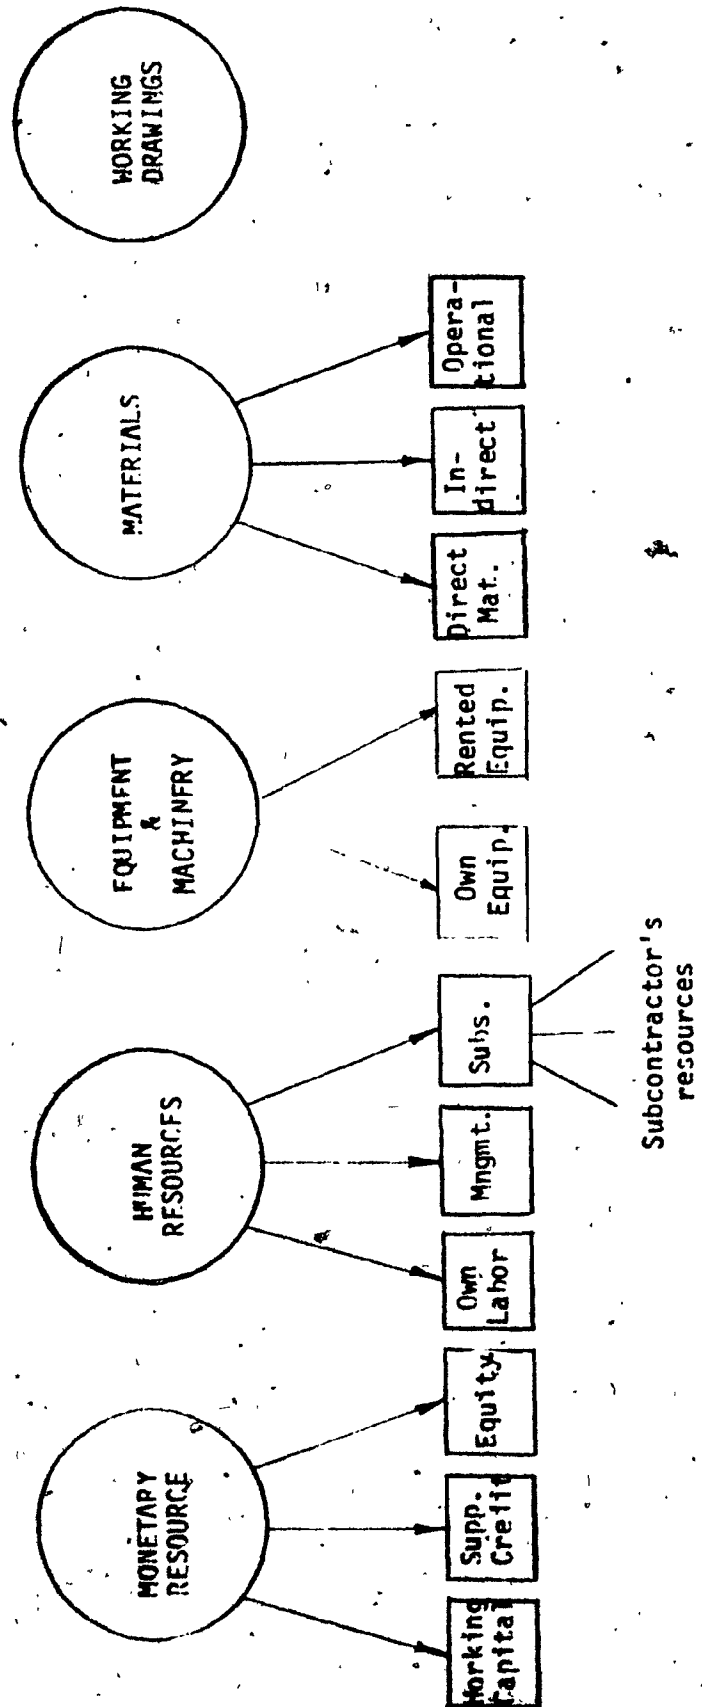 MONETARY
RESOURCE
HUMAN
RESOURCES
EQUIPMENT
&
MACHINERY
MATERIALS
WORKING
DRAWINGS
Working
Capital
Supp.
Credit
Equity
Own
Labor
Mngmt.
Subs.
Own
Equip.
Rented
Equip.
Direct
Mat.
In-
direct
Opera-
tional
Subcontractor's
resources